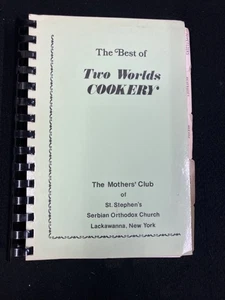 The Best of
Two Worlds
COOKERY*
The Mothers' Club
of
St. Stephen's
Serbian Orthodox Church
Lackawanna, New York